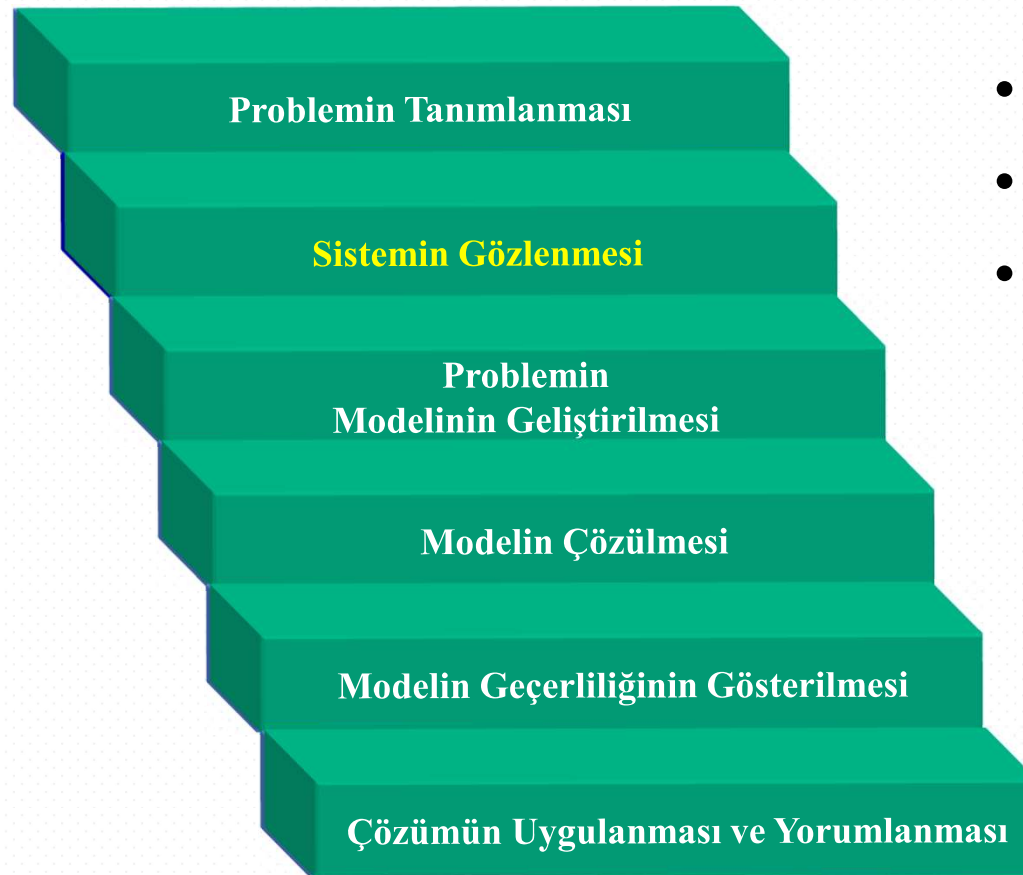 Problemin Tanımlanması
Sistemin Gözlenmesi
Problemin
Modelinin Geliştirilmesi
Modelin Çözülmesi
Modelin Geçerliliğinin Gösterilmesi
Çözümün Uygulanması ve Yorumlanması